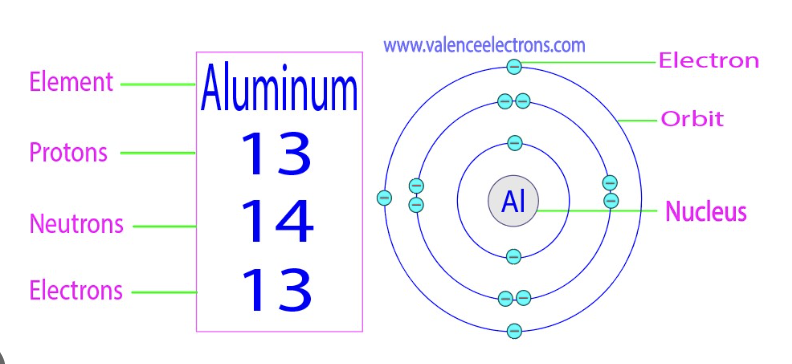 www.valenceelectrons.com
Element
Aluminum
Protons
13
Neutrons
14
Electrons
13
Electron
Orbit
Al
Nucleus